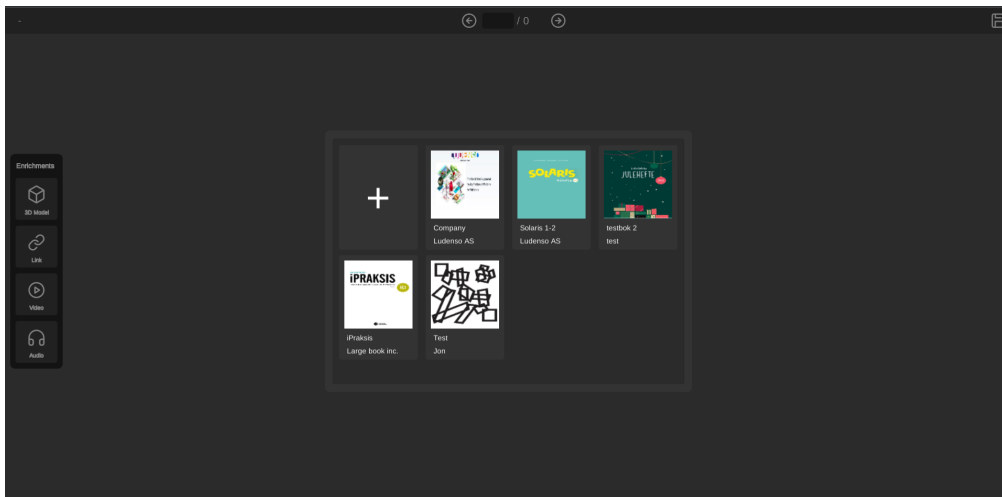 -
/ 0
Enrichments
3D Model
Link
Video
Audio
Company
Ludenso AS
SOLARIS
Solaris 1-2
Ludenso AS
JULEHEFTE
testbok 2
test
iPRAKSIS
iPraksis
Large book inc.
Test
Jon